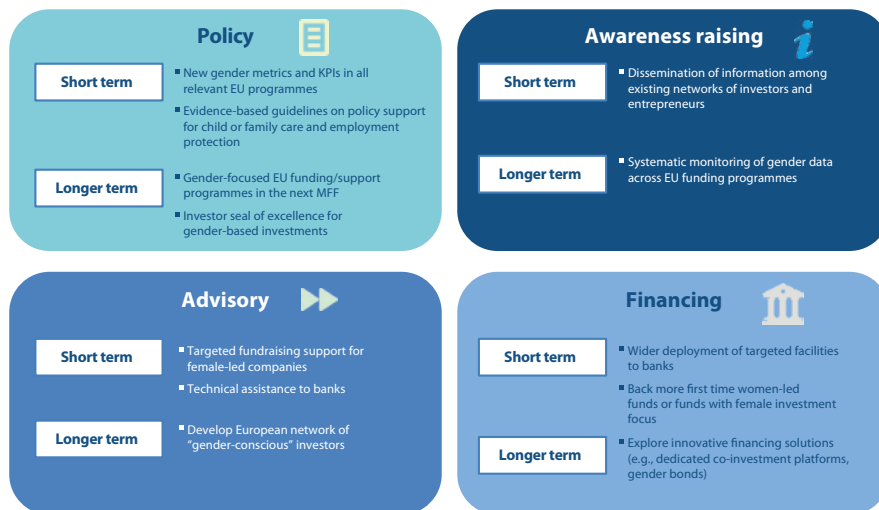 Policy
Short term
▪ New gender metrics and KPIs in all
relevant EU programmes
▪ Evidence-based guidelines on policy support
for child or family care and employment
protection
Longer term
▪ Gender-focused EU funding/support
programmes in the next MFF
▪ Investor seal of excellence for
gender-based investments
Awareness raising
Short term
▪ Dissemination of information among
existing networks of investors and
entrepreneurs
Longer term
▪ Systematic monitoring of gender data
across EU funding programmes
Advisory
Short term
▪ Targeted fundraising support for
female-led companies
▪ Technical assistance to banks
Longer term
▪ Develop European network of
“gender-conscious” investors
Financing
Short term
▪ Wider deployment of targeted facilities
to banks
▪ Back more first time women-led
funds or funds with female investment
focus
Longer term
▪ Explore innovative financing solutions
(e.g., dedicated co-investment platforms,
gender bonds)